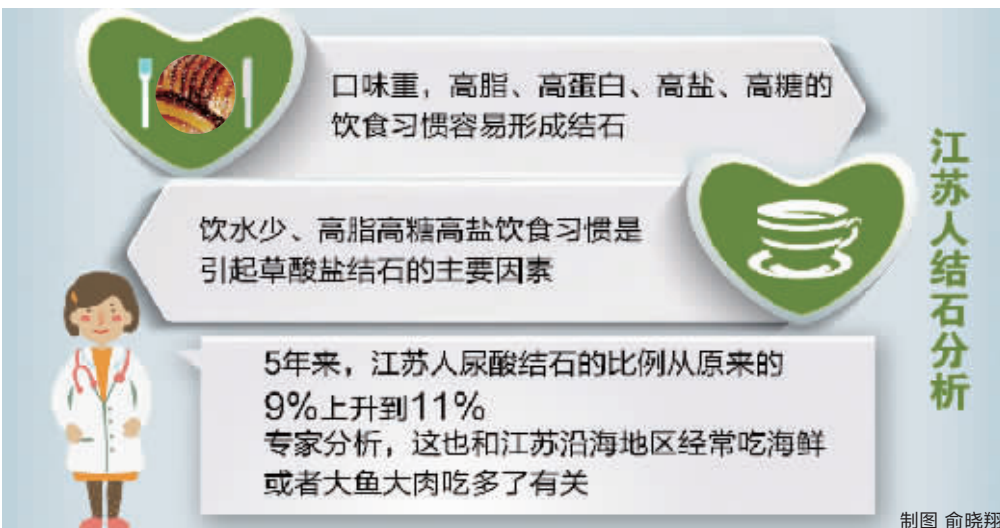 口味重，高脂、高蛋白、高盐、高糖的
饮食习惯容易形成结石
江苏人结石分析
饮水少、高脂高糖高盐饮食习惯是
引起草酸盐结石的主要因素
5年来，江苏人尿酸结石的比例从原来的
9%上升到11%
专家分析，这也和江苏沿海地区经常吃海鲜
或者大鱼大肉吃多了有关
制图 俞晓翔